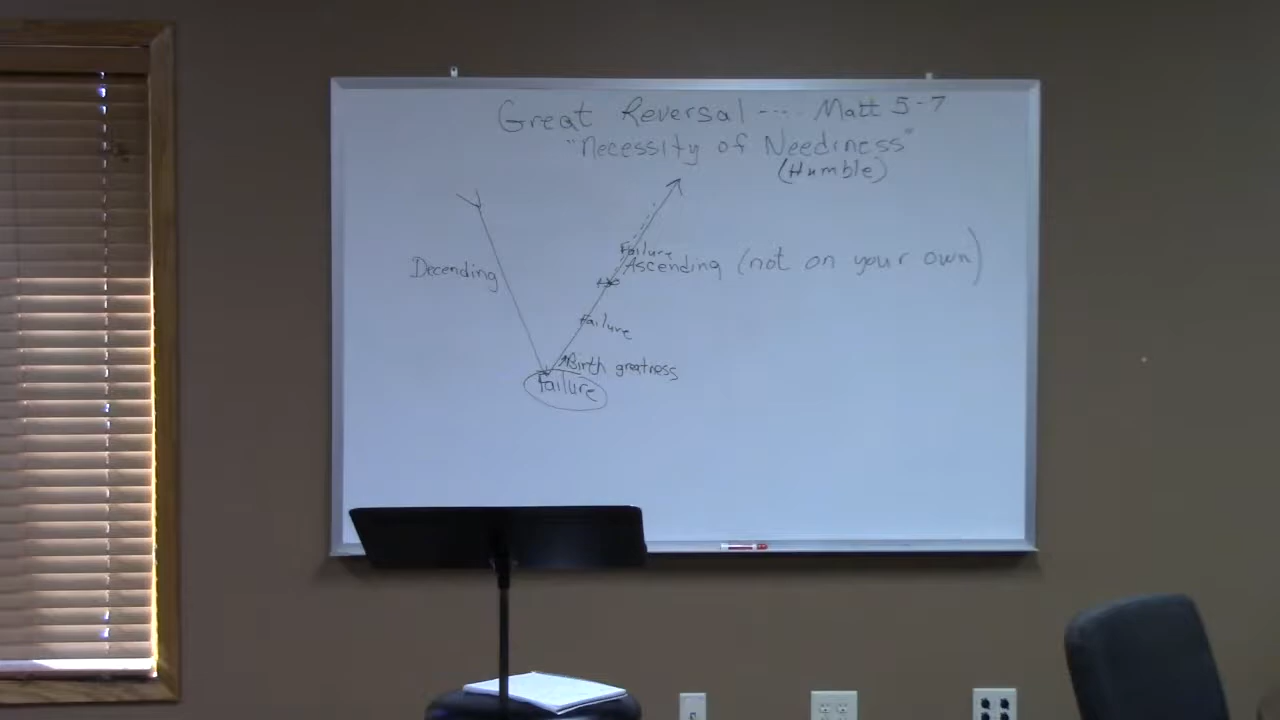 Great Reversal ---- Matt 5-7
"Necessity of Neediness"
(Humble)
Failure
Decending
Ascending (not on your own)
Failure
Birth greatness
Failure